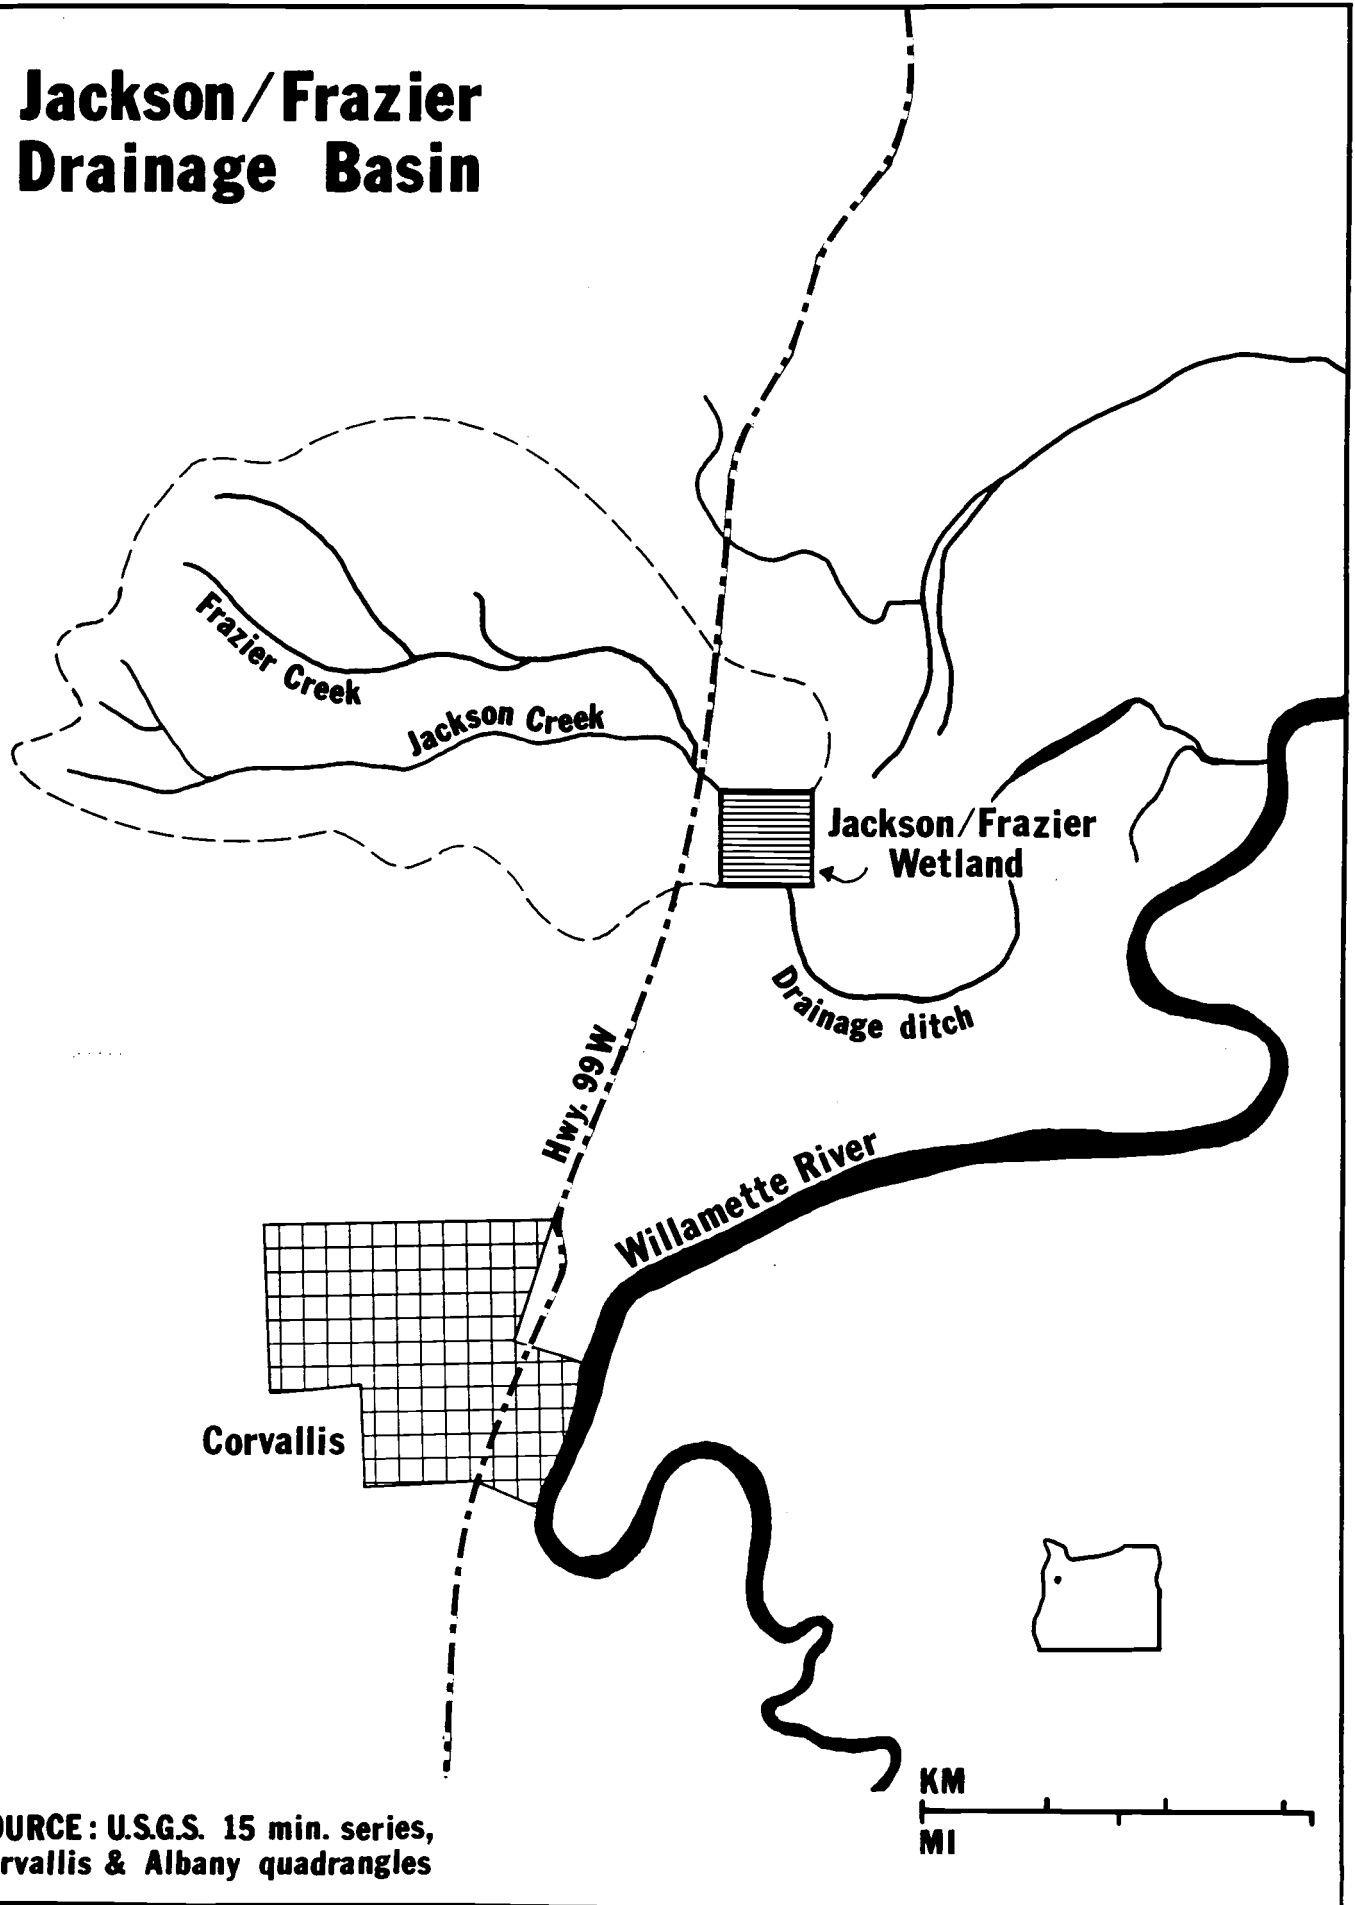 Jackson/Frazier
Drainage Basin
Frazier Creek
Jackson Creek
Jackson/Frazier
Wetland
Drainage ditch
Hwy. 99W
Willamette River
Corvallis
KM
MI
OURCE: U.S.G.S. 15 min. series,
rvallis & Albany quadrangles